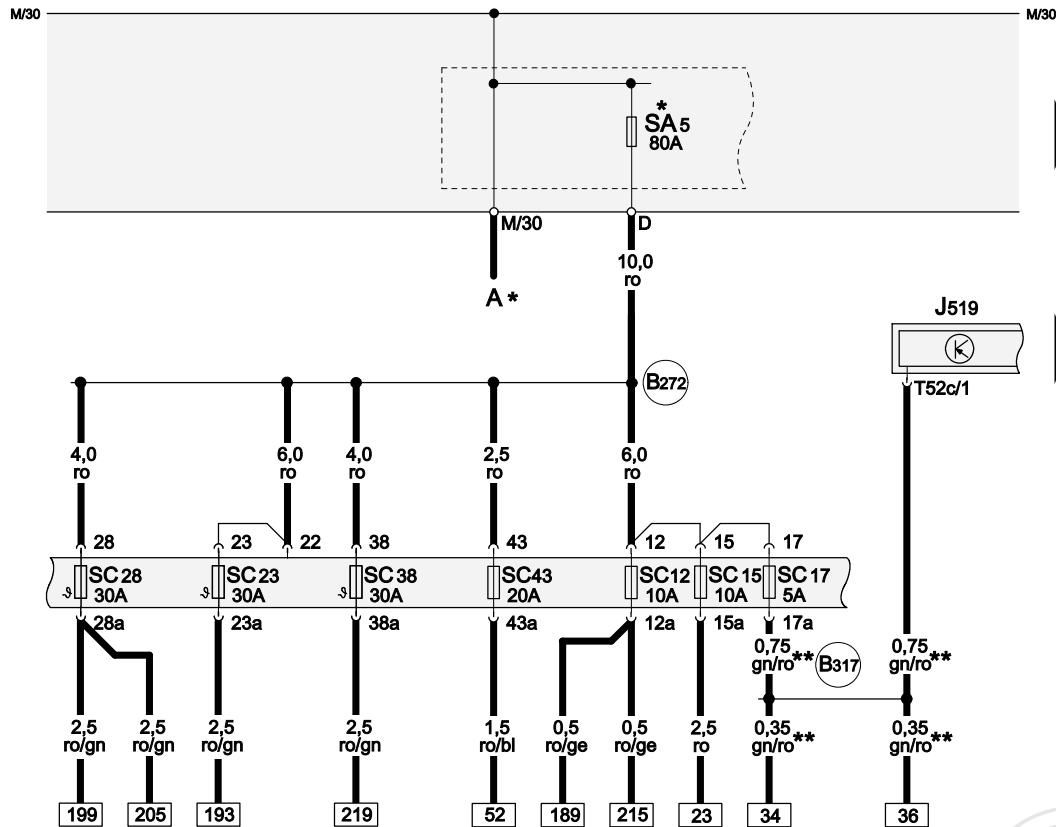 M/30 M/30
*
SA5
80A
M/30 D
10,0
ro
A *
J519
B272
T52c/1
4,0 6,0 4,0 2,5 6,0
ro ro ro ro ro
28 23 22 38 43 12 15 17
SC28 SC23 SC38 SC43 SC12 SC15 SC17
30A 30A 30A 20A 10A 10A 5A
28a 23a 38a 43a 12a 15a 17a
0,75 0,75
gn/ro** B317 gn/ro**
2,5 2,5 2,5 2,5 1,5 0,5 0,5 2,5 0,35 0,35
ro/gn ro/gn ro/gn ro/gn ro/bl ro/ge ro/ge ro gn/ro** gn/ro**
199 205 193 219 52 189 215 23 34 36